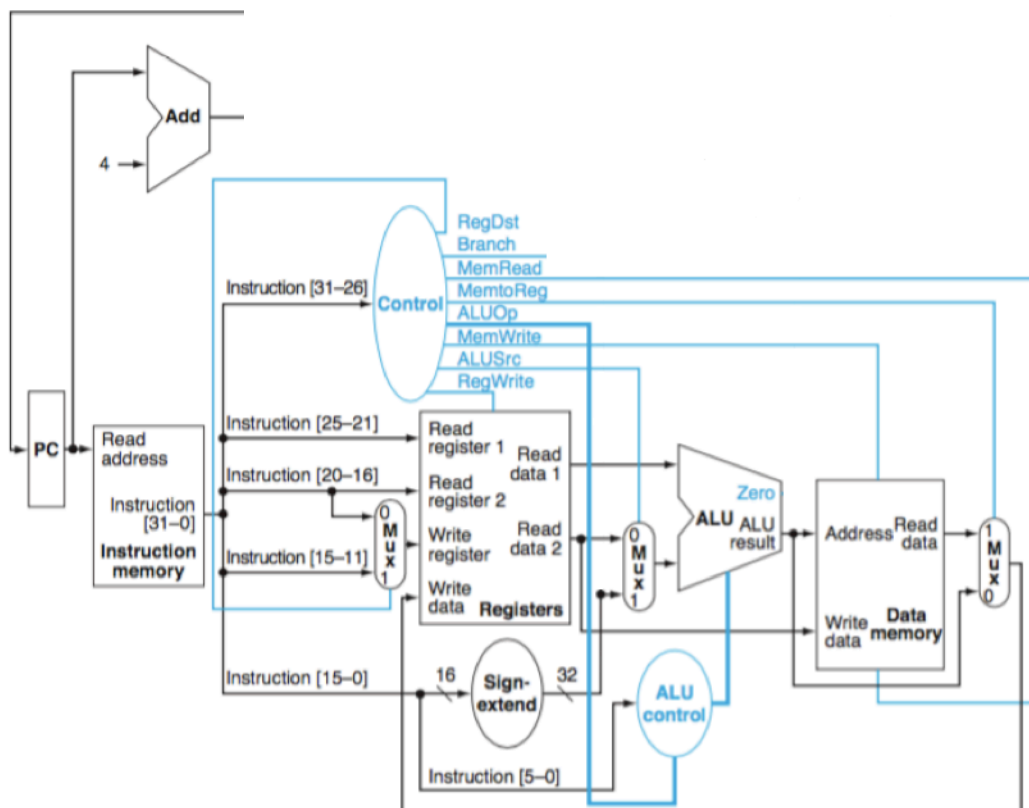 Add
4
RegDst
Branch
MemRead
MemtoReg
ALUOp
MemWrite
ALUSrc
RegWrite
Instruction [31–26]
Control
PC
Read
address
Instruction
[31–0]
Instruction
memory
Instruction [25–21]
Instruction [20–16]
Instruction [15–11]
0
M
u
x
1
Read
register 1
Read
register 2
Write
register
Write
data
Read
data 1
Read
data 2
Registers
0
M
u
x
1
Zero
ALU
ALU
result
Address
Read
data
Write
data
Data
memory
1
M
u
x
0
Instruction [15–0]
16
Sign-
extend
32
ALU
control
Instruction [5–0]